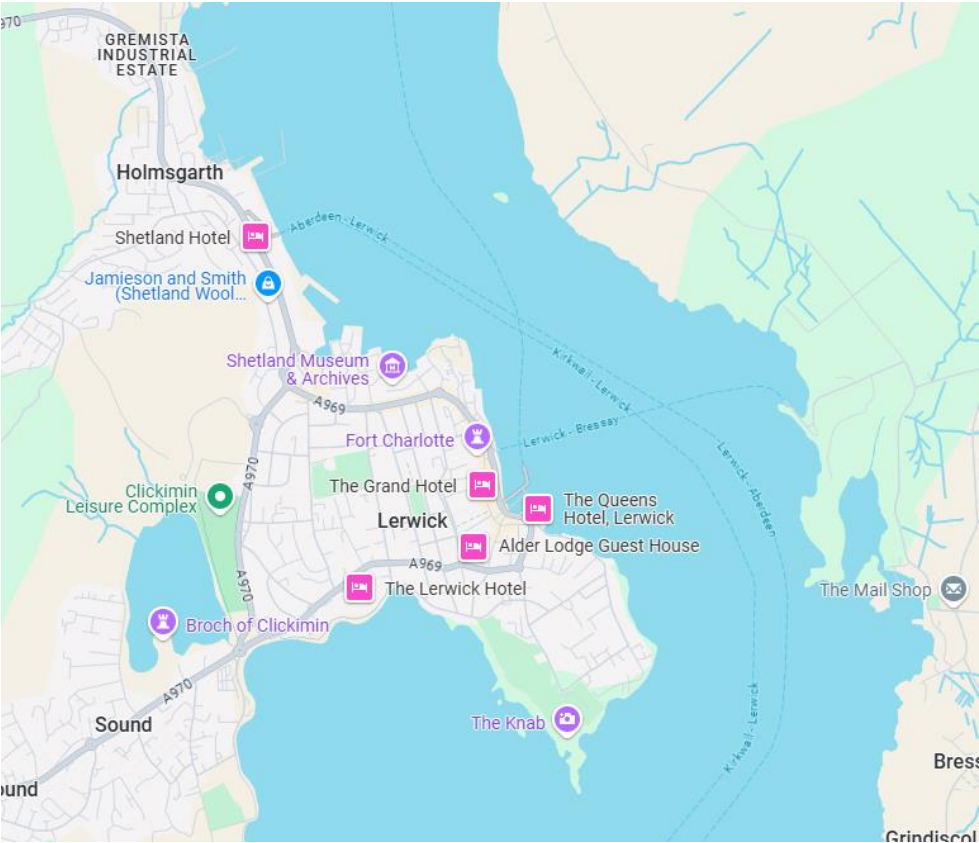 970
GREMISTA
INDUSTRIAL
ESTATE
Holmsgarth
Shetland Hotel
Aberdeen - Lerwick
Jamieson and Smith
(Shetland Wool...
Shetland Museum
& Archives
Kirkwall - Lerwick
A969
Fort Charlotte
Lerwick - Bressay
A970
Lerwick - Aberdeen
The Grand Hotel
Clickimin
Leisure Complex
The Queens
Hotel, Lerwick
Lerwick
Alder Lodge Guest House
A969
A970
The Lerwick Hotel
The Mail Shop
Broch of Clickimin
A970
Sound
The Knab
Kirkwall - Lerwick
Bress
ound
Grindiscol